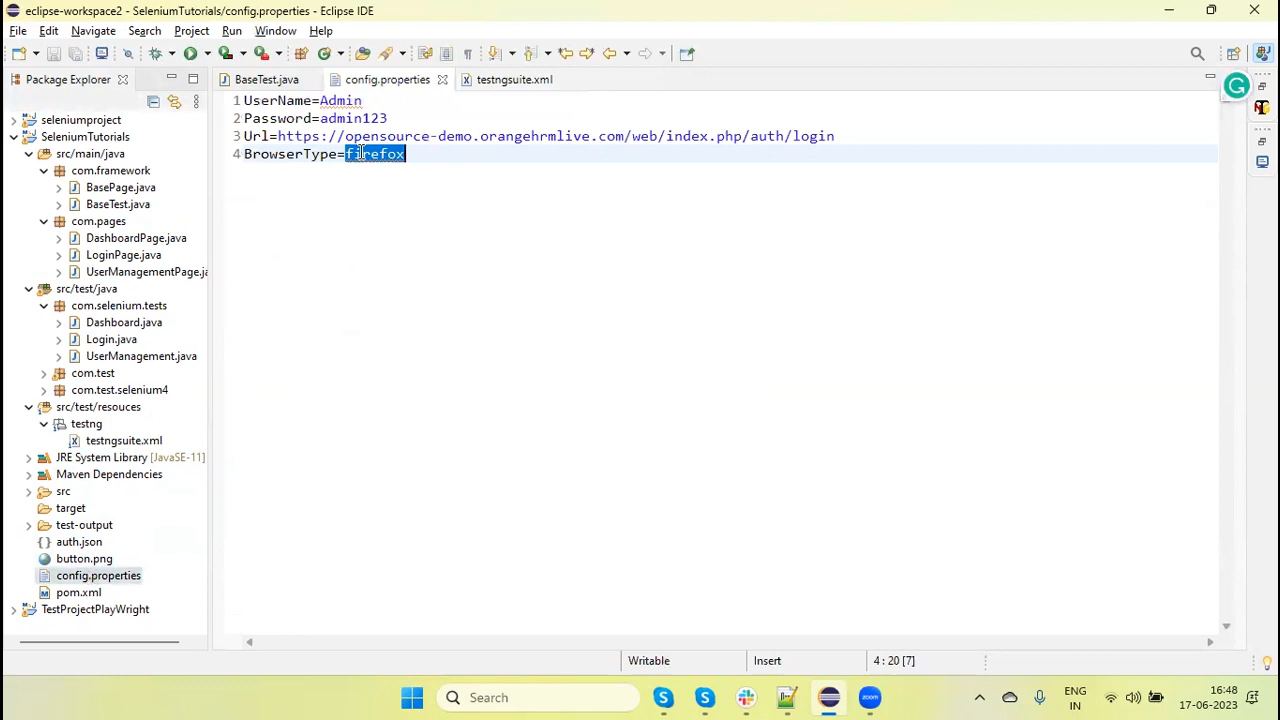 eclipse-workspace2 - SeleniumTutorials/config.properties - Eclipse IDE
File Edit Navigate Search Project Run Window Help
Package Explorer
BaseTest.java
config.properties
testngsuite.xml
seleniumproject
SeleniumTutorials
src/main/java
com.framework
BasePage.java
BaseTest.java
com.pages
DashboardPage.java
LoginPage.java
UserManagementPage.ja
src/test/java
com.selenium.tests
Dashboard.java
Login.java
UserManagement.java
com.test
com.test.selenium4
src/test/resouces
testng
testngsuite.xml
JRE System Library [JavaSE-11]
Maven Dependencies
src
target
test-output
auth.json
button.png
config.properties
pom.xml
TestProjectPlayWright
1 UserName=Admin
2 Password=admin123
3 Url=https://opensource-demo.orangehrmlive.com/web/index.php/auth/login
4 BrowserType=firefox
Writable
Insert
4 : 20 [7]
Search
ENG
IN
16:48
17-06-2023